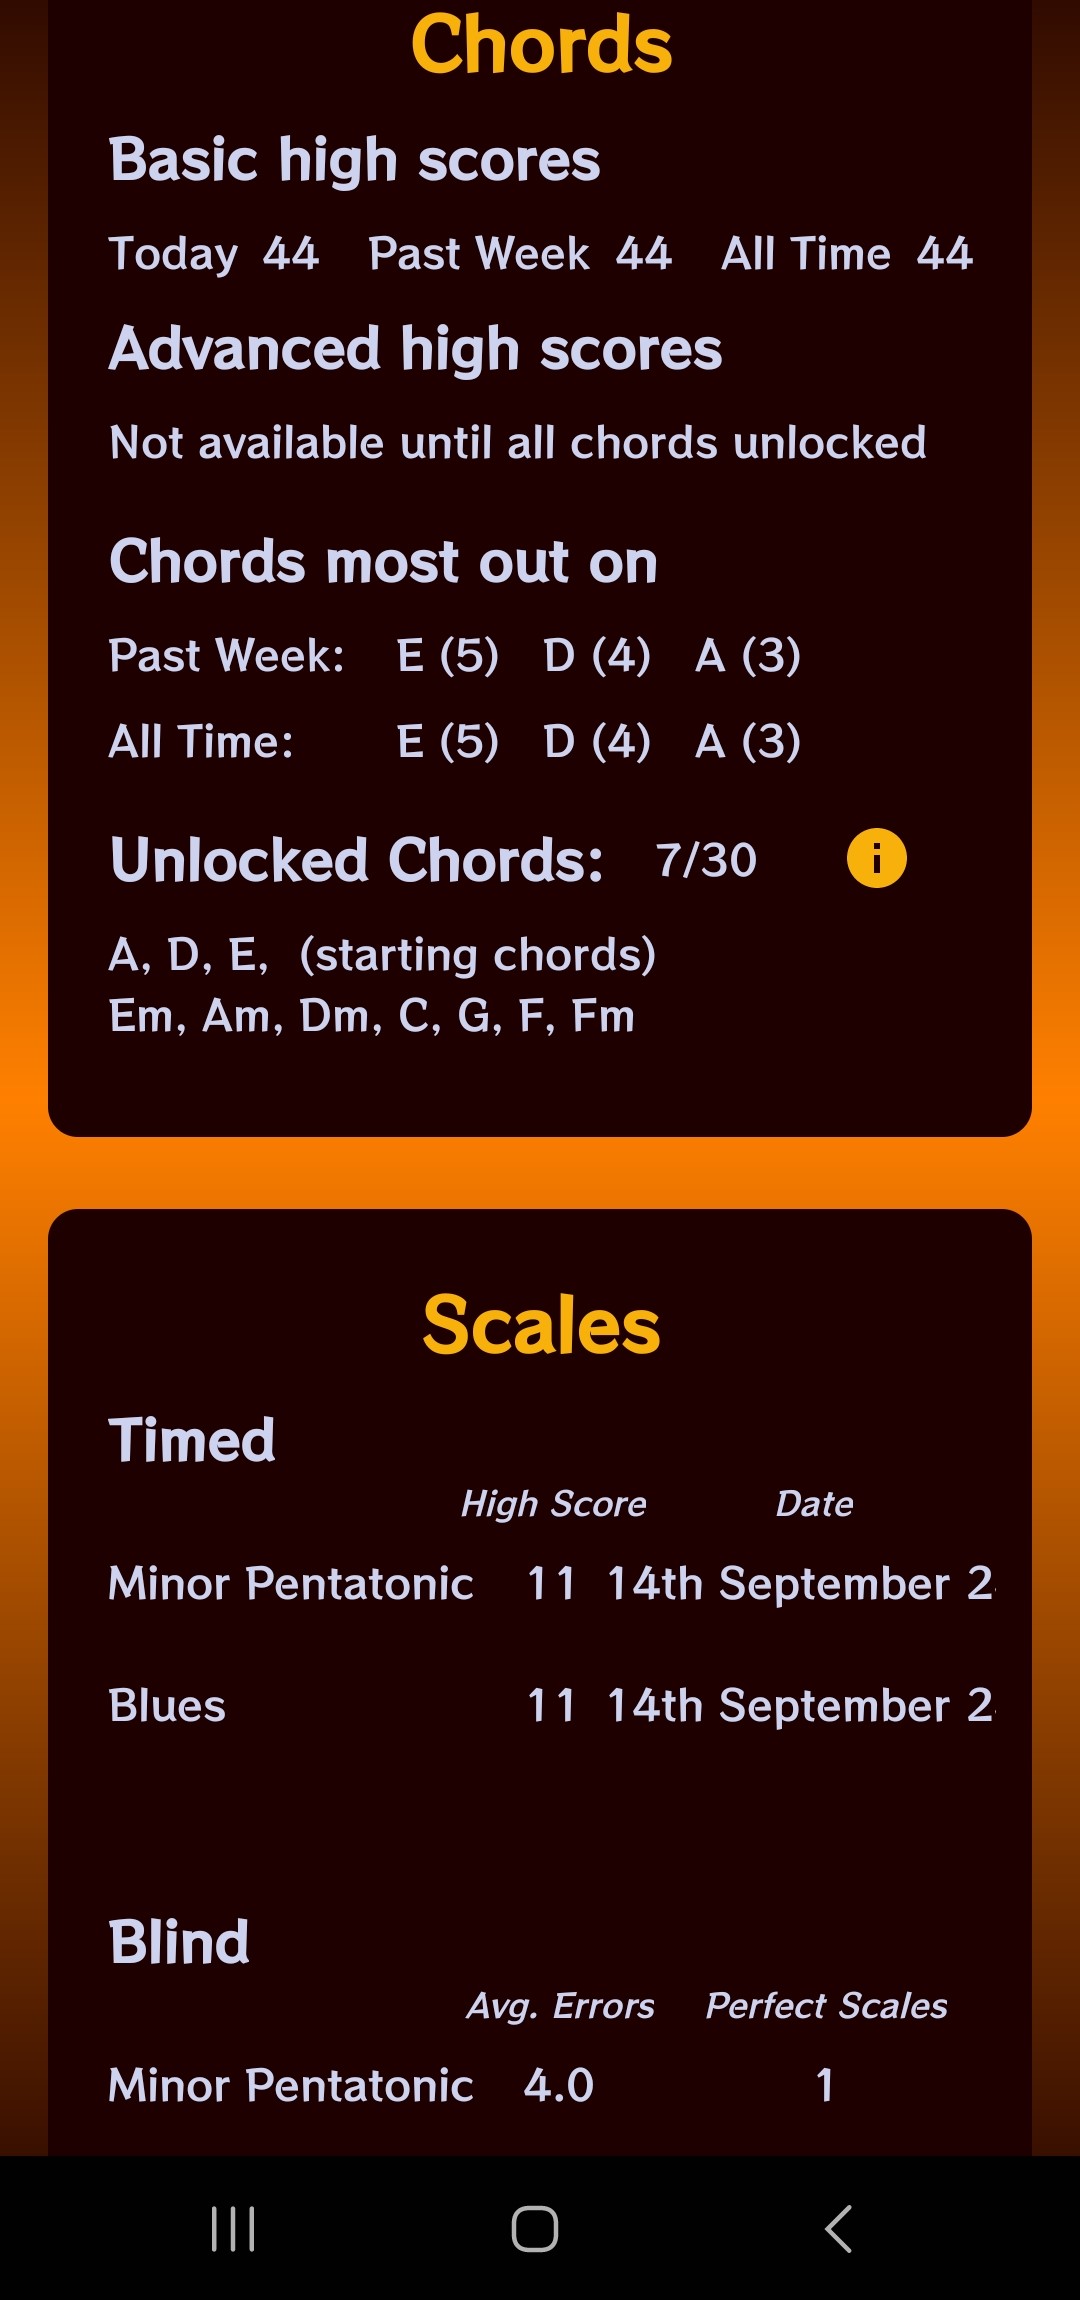 Chords
Basic high scores
Today 44 Past Week 44 All Time 44
Advanced high scores
Not available until all chords unlocked
Chords most out on
Past Week: E (5) D (4) A (3)
All Time: E (5) D (4) A (3)
Unlocked Chords: 7/30 i
A, D, E, (starting chords)
Em, Am, Dm, C, G, F, Fm
Scales
Timed
High Score Date
Minor Pentatonic 11 14th September
Blues 11 14th September
Blind
Avg. Errors Perfect Scales
Minor Pentatonic 4.0 1